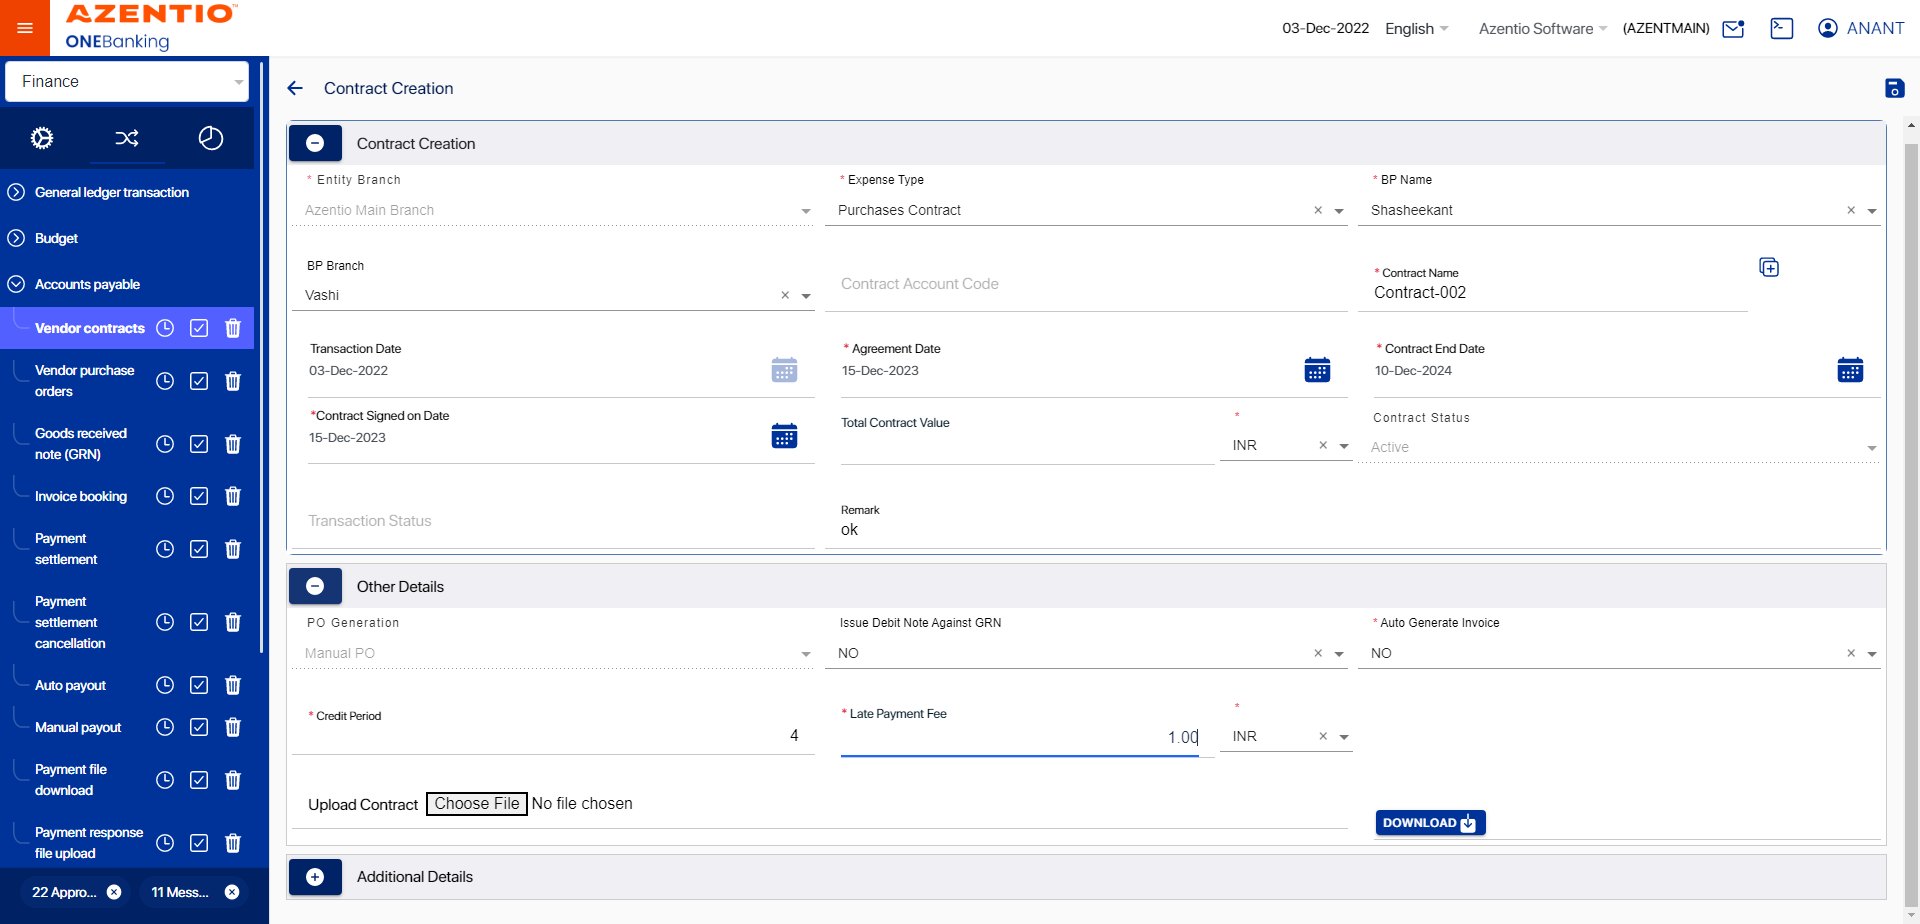 AZENTIO
ONEBanking
03-Dec-2022 English Azentio Software (AZENTMAIN) ANANT
Finance
General ledger transaction
Budget
Accounts payable
Vendor contracts
Vendor purchase
orders
Goods received
note (GRN)
Invoice booking
Payment
settlement
Payment
settlement
cancellation
Auto payout
Manual payout
Payment file
download
Payment response
file upload
22 Appro... 11 Mess...
Contract Creation
Contract Creation
* Entity Branch
Azentio Main Branch
* Expense Type
Purchases Contract
* BP Name
Shasheekant
BP Branch
Vashi
Contract Account Code
* Contract Name
Contract-002
Transaction Date
03-Dec-2022
* Agreement Date
15-Dec-2023
* Contract End Date
10-Dec-2024
*Contract Signed on Date
15-Dec-2023
Total Contract Value
*
INR
Contract Status
Active
Transaction Status
Remark
ok
Other Details
PO Generation
Manual PO
Issue Debit Note Against GRN
NO
* Auto Generate Invoice
NO
* Credit Period
4
* Late Payment Fee
1.00
*
INR
Upload Contract Choose File No file chosen
DOWNLOAD
Additional Details